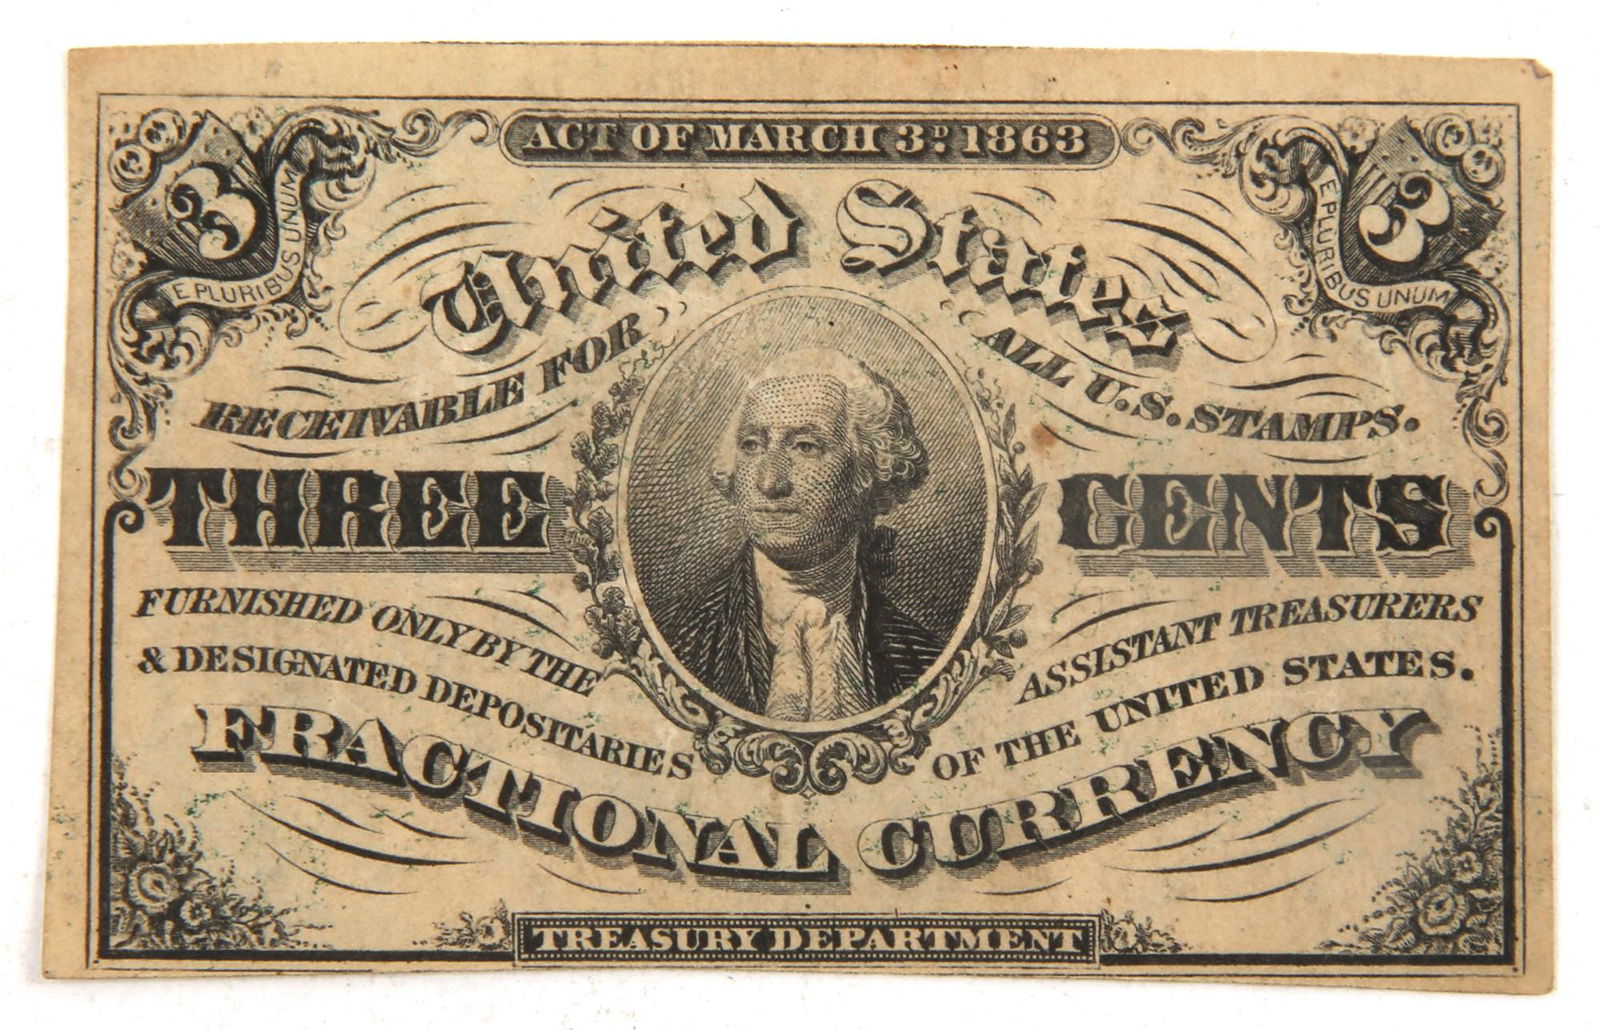 ACT OF MARCH 3D. 1863
3
E PLURIBUS UNUM
3
E PLURIBUS UNUM
United States
RECEIVABLE FOR ALL U.S. STAMPS.
THREE CENTS
FURNISHED ONLY BY THE ASSISTANT TREASURERS
& DESIGNATED DEPOSITARIES OF THE UNITED STATES.
FRACTIONAL CURRENCY
TREASURY DEPARTMENT